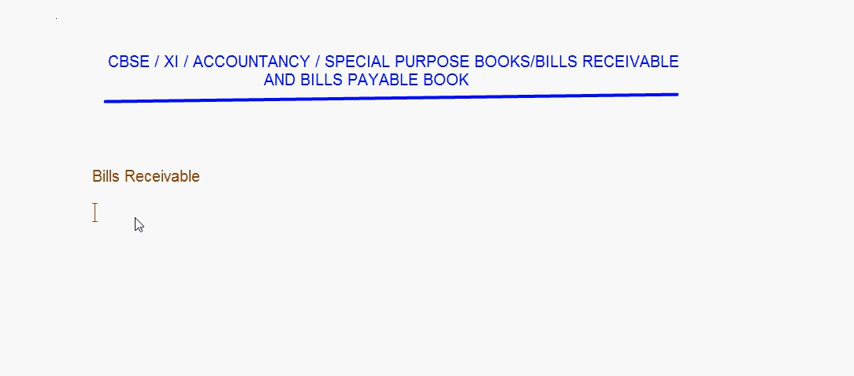 CBSE / XI / ACCOUNTANCY / SPECIAL PURPOSE BOOKS/BILLS RECEIVABLE
AND BILLS PAYABLE BOOK
Bills Receivable